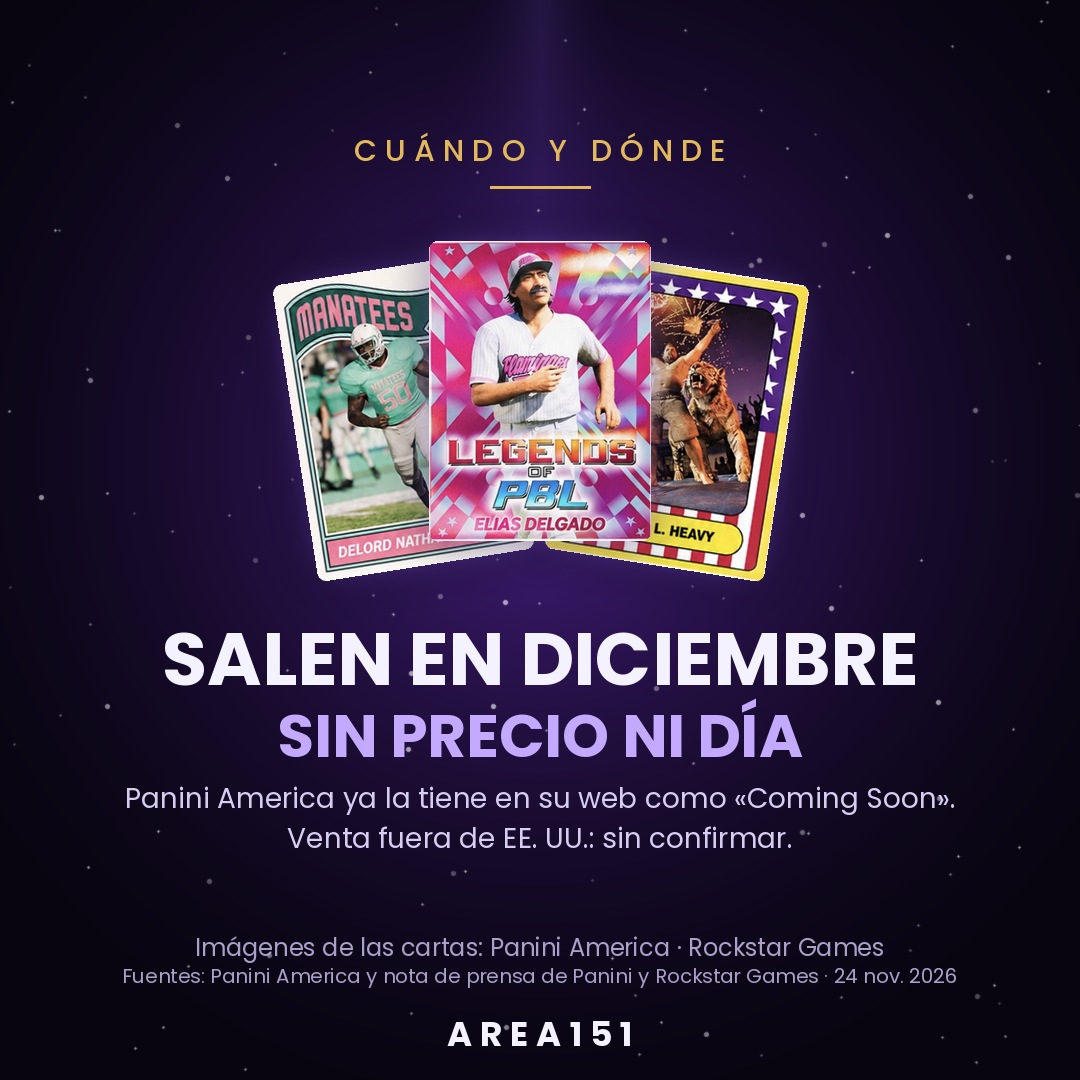 CUÁNDO Y DÓNDE
MANATEES
MANATEES
50
DELORD
Flamingos
LEGENDS
OF
PBL
ELIAS DELGADO
L. HEAVY
SALEN EN DICIEMBRE
SIN PRECIO NI DÍA
Panini America ya la tiene en su web como «Coming Soon».
Venta fuera de EE. UU.: sin confirmar.
Imágenes de las cartas: Panini America · Rockstar Games
Fuentes: Panini America y nota de prensa de Panini y Rockstar Games · 24 nov. 2026
AREA151